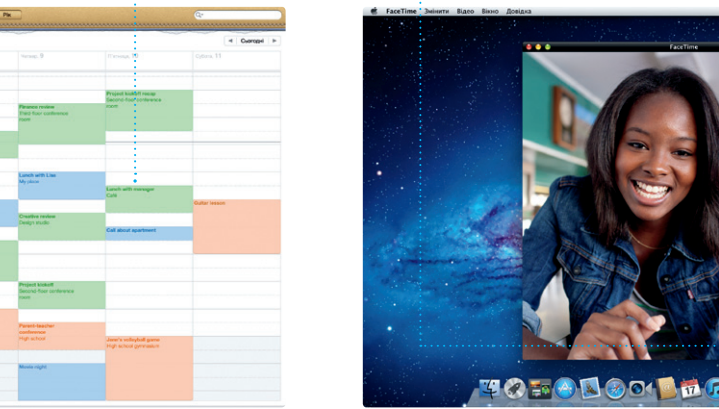 Рік
Сьогодні
Четвер, 9
П'ятниця, 10
Субота, 11
Project kickoff recap
Second-floor conference
room
Finance review
Third-floor conference
room
Lunch with Lisa
My place
Lunch with manager
Café
Guitar lesson
Creative review
Design studio
Call about apartment
Project kickoff
Second-floor conference
room
Parent-teacher
conference
High school
Jane's volleyball game
High school gymnasium
Movie night
FaceTime Змінити Відео Вікно Довідка
FaceTime
17